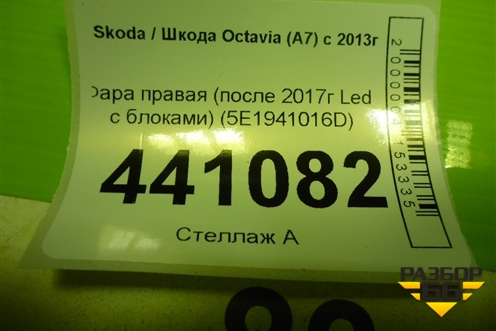 Skoda / Шкода Octavia (A7) с 2013г
Фара правая (после 2017г Led
с блоками) (5E1941016D)
441082
Стеллаж А
РАЗБОР
66